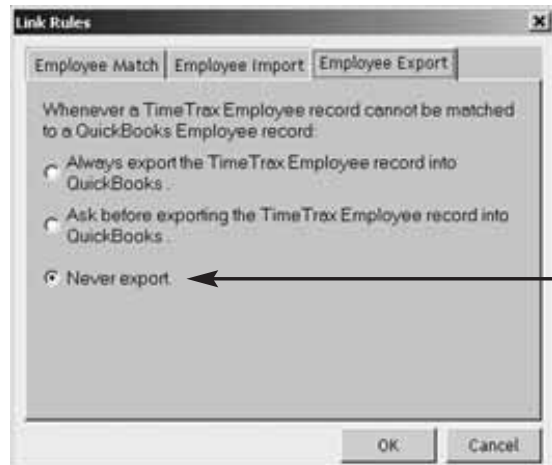 Link Rules
Employee Match Employee Import Employee Export
Whenever a TimeTrax Employee record cannot be matched
to a QuickBooks Employee record:
Always export the TimeTrax Employee record into
QuickBooks.
Ask before exporting the TimeTrax Employee record into
QuickBooks.
Never export
OK Cancel